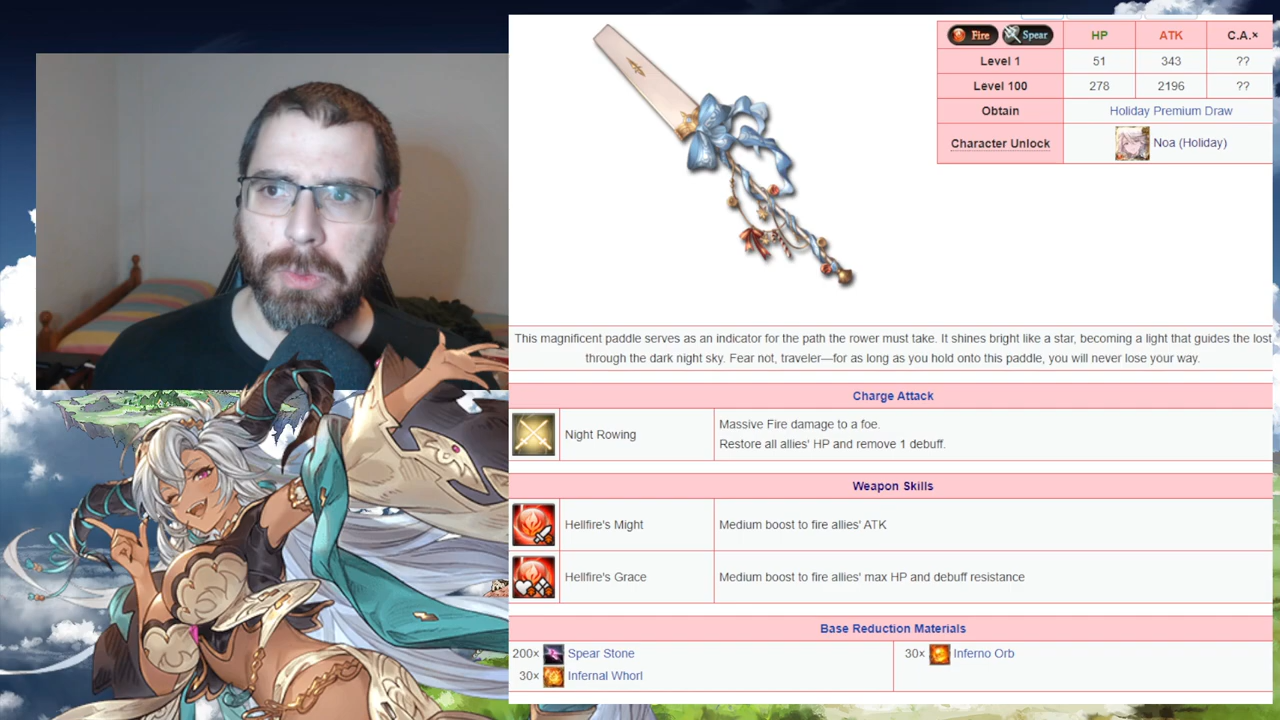 Fire Spear HP ATK C.A.×
Level 1 51 343 ??
Level 100 278 2196 ??
Obtain Holiday Premium Draw
Character Unlock Noa (Holiday)
This magnificent paddle serves as an indicator for the path the rower must take. It shines bright like a star, becoming a light that guides the lost
through the dark night sky. Fear not, traveler—for as long as you hold onto this paddle, you will never lose your way.
Charge Attack
Night Rowing
Massive Fire damage to a foe.
Restore all allies' HP and remove 1 debuff.
Weapon Skills
Hellfire's Might Medium boost to fire allies' ATK
Hellfire's Grace Medium boost to fire allies' max HP and debuff resistance
Base Reduction Materials
200× Spear Stone 30× Inferno Orb
30× Infernal Whorl